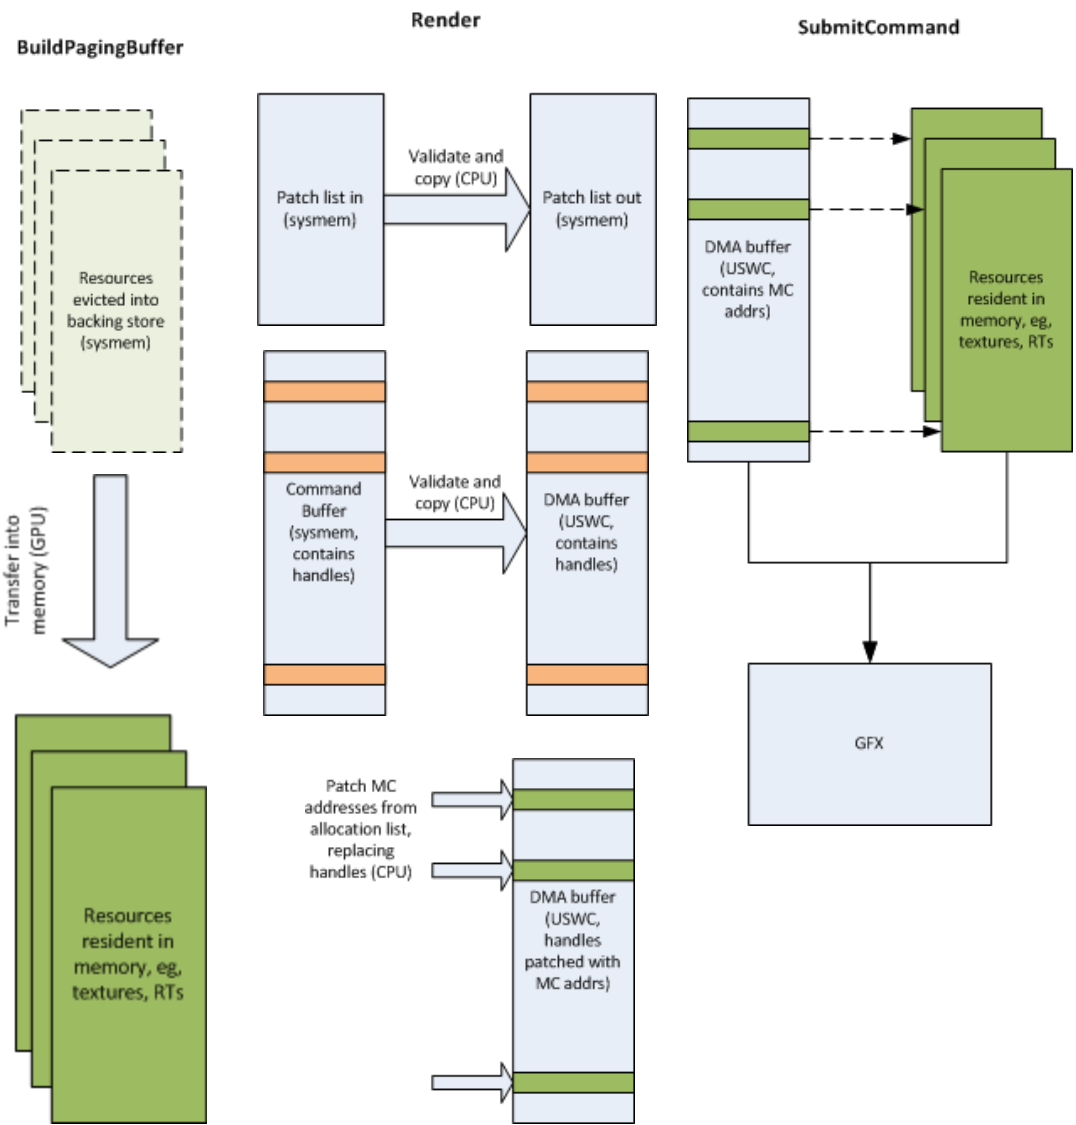 BuildPagingBuffer
Resources
evicted into
backing store
(sysmem)
Transfer into
memory (GPU)
Resources
resident in
memory, eg,
textures, RTs
Render
Patch list in
(sysmem)
Validate and
copy (CPU)
Patch list out
(sysmem)
Command
Buffer
(sysmem,
contains
handles)
Validate and
copy (CPU)
DMA buffer
(USWC,
contains
handles)
Patch MC
addresses from
allocation list,
replacing
handles (CPU)
DMA buffer
(USWC,
handles
patched with
MC addrs)
SubmitCommand
DMA buffer
(USWC,
contains MC
addrs)
Resources
resident in
memory, eg,
textures, RTs
GFX